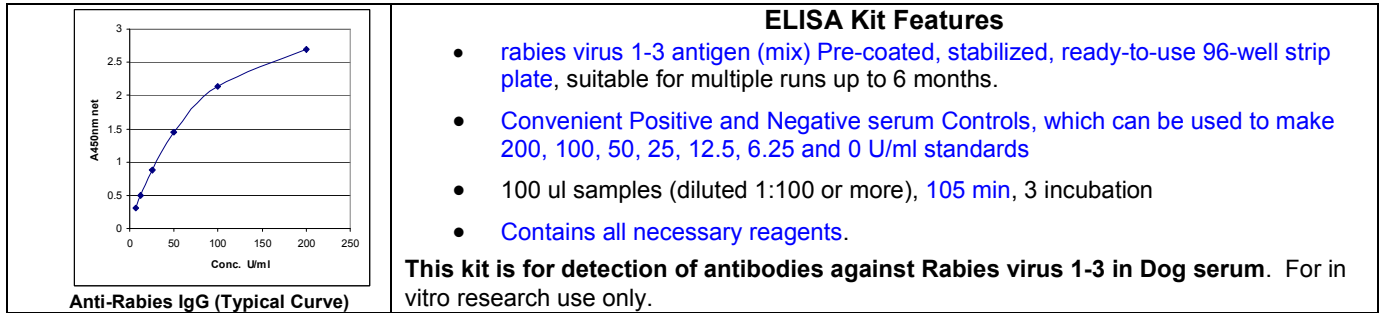 3
2.5
2
1.5
1
0.5
0
A450nm net
0 50 100 150 200 250
Conc. U/ml
Anti-Rabies IgG (Typical Curve)
ELISA Kit Features
• rabies virus 1-3 antigen (mix) Pre-coated, stabilized, ready-to-use 96-well strip
plate, suitable for multiple runs up to 6 months.
• Convenient Positive and Negative serum Controls, which can be used to make
200, 100, 50, 25, 12.5, 6.25 and 0 U/ml standards
• 100 ul samples (diluted 1:100 or more), 105 min, 3 incubation
• Contains all necessary reagents.
This kit is for detection of antibodies against Rabies virus 1-3 in Dog serum. For in
vitro research use only.